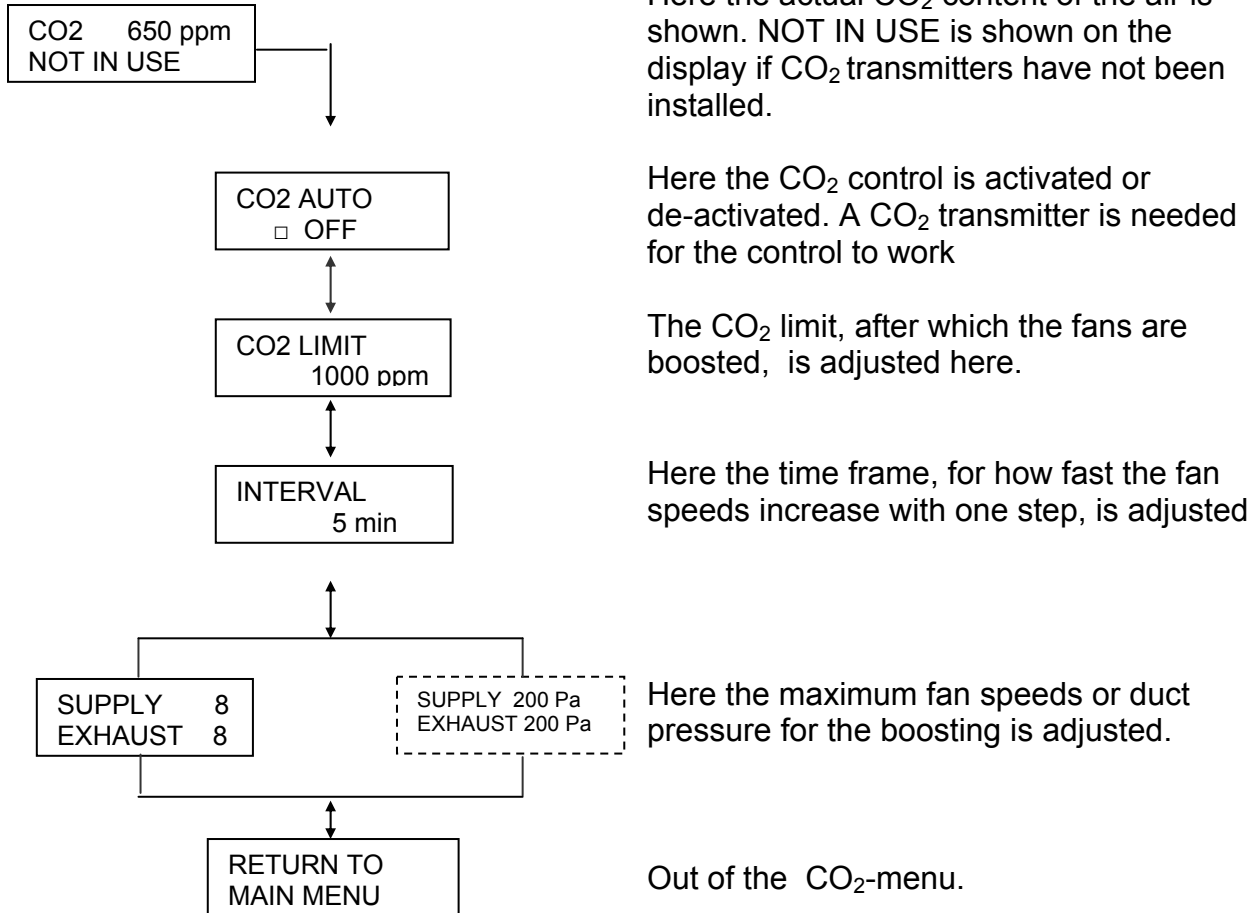 Here the actual CO₂ content of the air is
CO2 650 ppm
NOT IN USE
shown. NOT IN USE is shown on the
display if CO₂ transmitters have not been
installed.
CO2 AUTO
□ OFF
Here the CO₂ control is activated or
de-activated. A CO₂ transmitter is needed
for the control to work
CO2 LIMIT
1000 ppm
The CO₂ limit, after which the fans are
boosted, is adjusted here.
INTERVAL
5 min
Here the time frame, for how fast the fan
speeds increase with one step, is adjusted
SUPPLY 8
EXHAUST 8
SUPPLY 200 Pa
EXHAUST 200 Pa
Here the maximum fan speeds or duct
pressure for the boosting is adjusted.
RETURN TO
MAIN MENU
Out of the CO₂-menu.